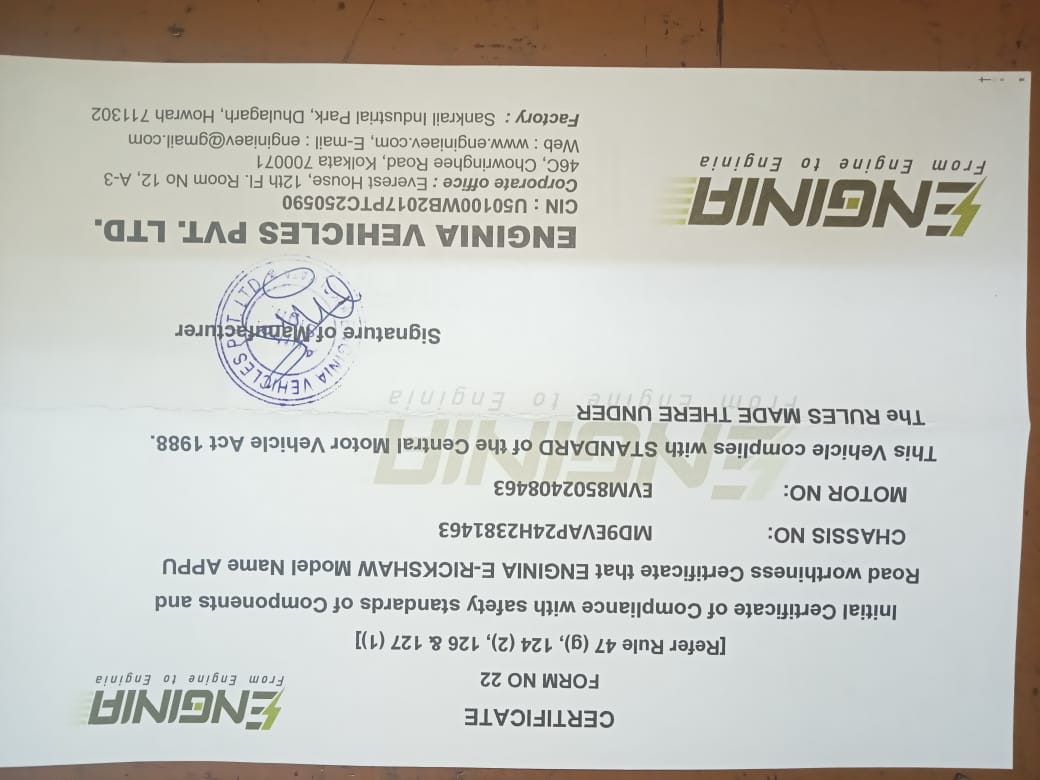 CERTIFICATE
ENGINIA
From Engine to Enginia
FORM NO 22
[Refer Rule 47 (g), 124 (2), 126 & 127 (1)]
Initial Certificate of Compliance with safety standards of Components and
Road worthiness Certificate that ENGINIA E-RICKSHAW Model Name APPU
CHASSIS NO: MD9EVAP24H2381463
MOTOR NO: EVM8502408463
ENGINIA
This Vehicle complies with STANDARD of the Central Motor Vehicle Act 1988.
The RULES MADE THERE UNDER
From Engine to Enginia
ENGINIA VEHICLES PVT. LTD.
Signature of Manufacturer
ENGINIA
From Engine to Enginia
ENGINIA VEHICLES PVT. LTD.
CIN : U50100WB2017PTC250590
Corporate office : Everest House, 12th Fl. Room No 12, A-3
46C, Chowringhee Road, Kolkata 700071
Web : www.enginiaev.com, E-mail : enginiaev@gmail.com
Factory : Sankrail Industrial Park, Dhulagarh, Howrah 711302